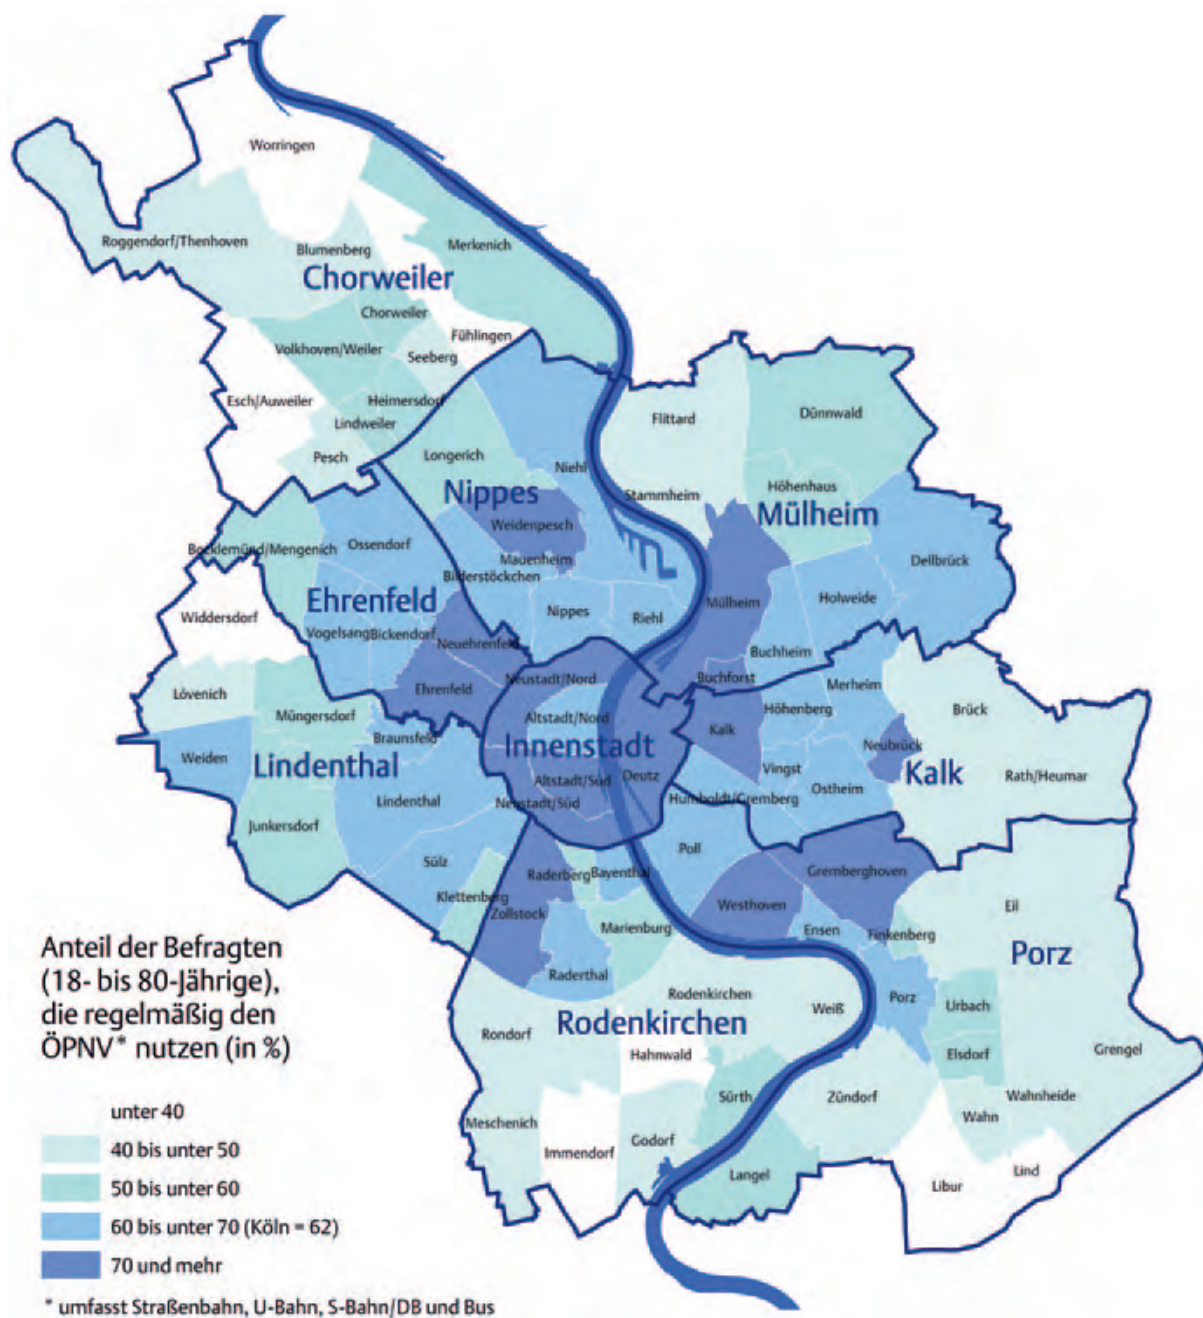 Worringen
Roggendorf/Thenhoven
Blumenberg
Merkenich
Chorweiler
Chorweiler
Fühlingen
Volkhoven/Weiler
Seeberg
Esch/Auweiler
Heimersdorf
Lindweiler
Pesch
Flittard
Dünnwald
Longerich
Niehl
Nippes
Stammheim
Höhenhaus
Mülheim
Weidenpesch
Bocklemünd/Mengenich
Ossendorf
Mauenheim
Dellbrück
Bilderstöckchen
Ehrenfeld
Mülheim
Holweide
Widdersdorf
Nippes
Riehl
Vogelsang
Bickendorf
Neuehrenfeld
Buchheim
Neustadt/Nord
Buchforst
Merheim
Lövenich
Ehrenfeld
Müngersdorf
Altstadt/Nord
Höhenberg
Brück
Kalk
Braunsfeld
Innenstadt
Neubrück
Weiden
Lindenthal
Kalk
Altstadt/Süd
Deutz
Vingst
Rath/Heumar
Lindenthal
Neustadt/Süd
Humboldt/Gremberg
Ostheim
Junkersdorf
Poll
Sülz
Raderberg
Bayenthal
Gremberghoven
Klettenberg
Zollstock
Westhoven
Eil
Marienburg
Ensen
Finkenberg
Porz
Raderthal
Rodenkirchen
Porz
Urbach
Weiß
Rodenkirchen
Rondorf
Hahnwald
Elsdorf
Grengel
Sürth
Zündorf
Wahnheide
Meschenich
Wahn
Godorf
Immendorf
Langel
Lind
Libur
Anteil der Befragten
(18- bis 80-Jährige),
die regelmäßig den
ÖPNV* nutzen (in %)
unter 40
40 bis unter 50
50 bis unter 60
60 bis unter 70 (Köln = 62)
70 und mehr
* umfasst Straßenbahn, U-Bahn, S-Bahn/DB und Bus